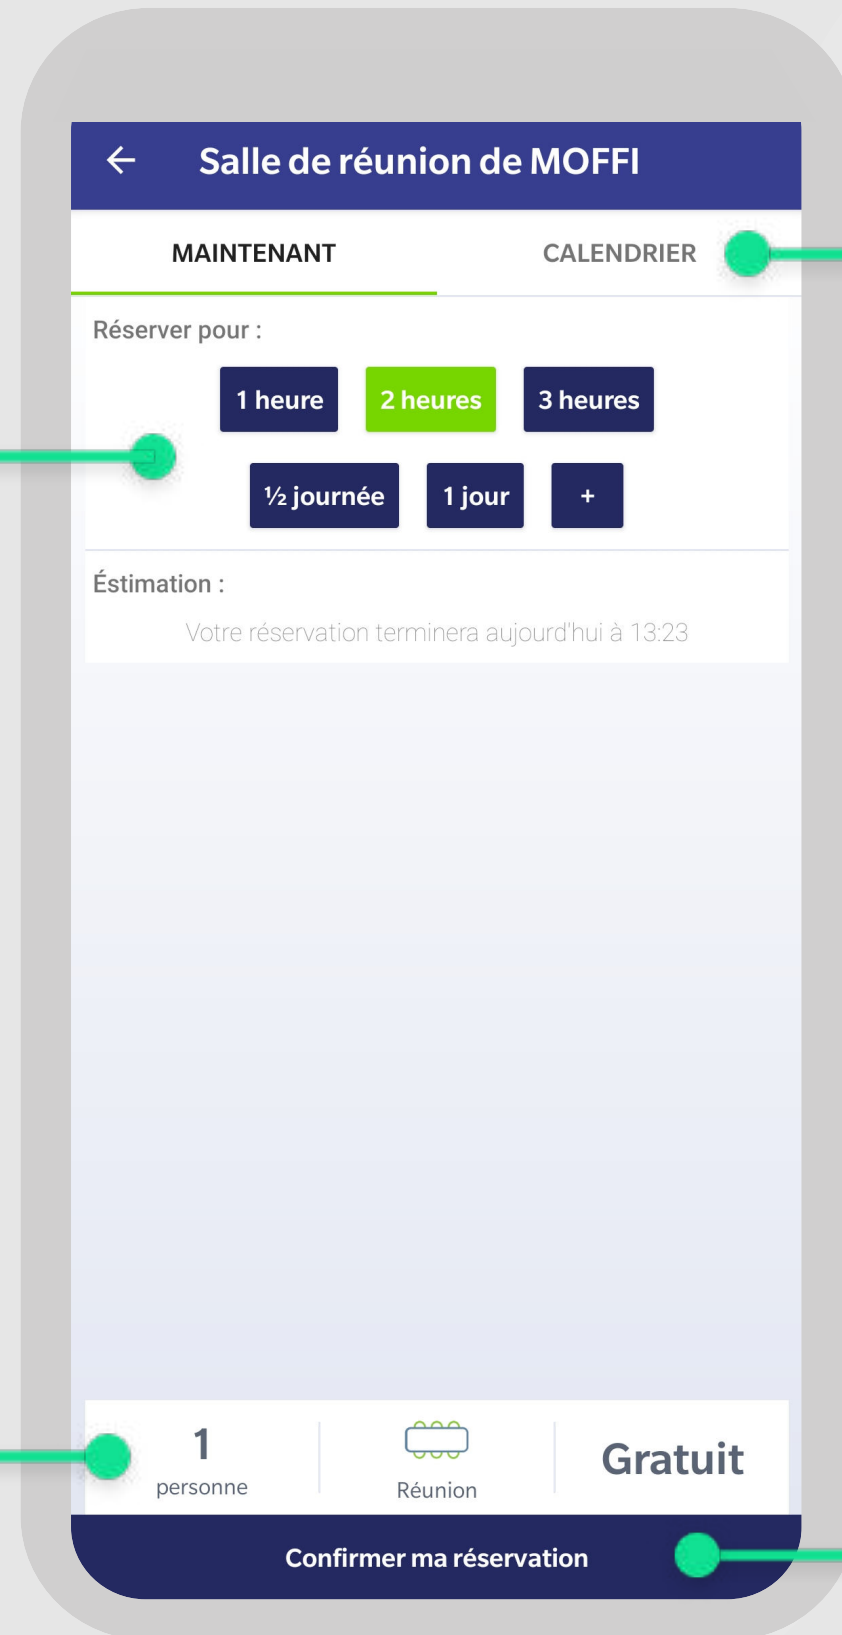 Salle de réunion de MOFFI
MAINTENANT CALENDRIER
Réserver pour :
1 heure 2 heures 3 heures
½ journée 1 jour +
Éstimation :
Votre réservation terminera aujourd'hui à 13:23
1
personne
Réunion
Gratuit
Confirmer ma réservation